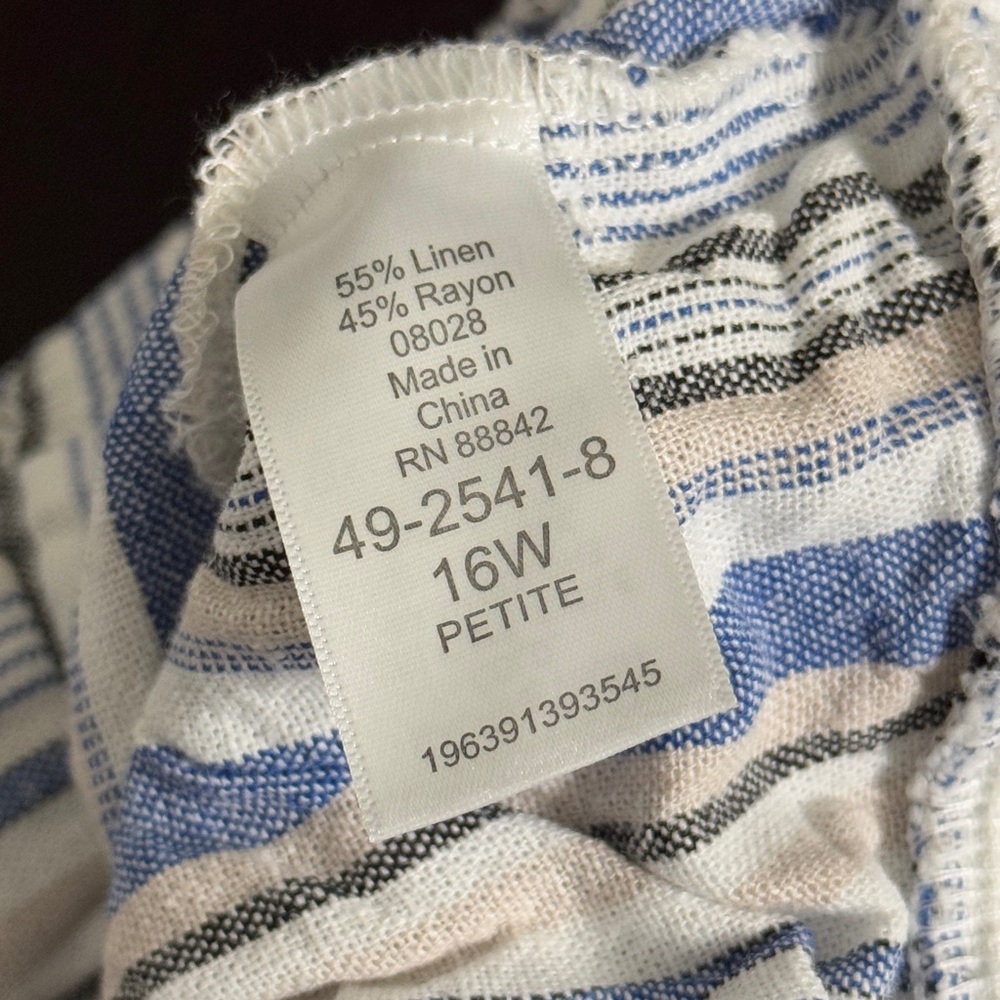 55% Linen
45% Rayon
08028
Made in
China
RN 88842
49-2541-8
16W
PETITE
196391393545